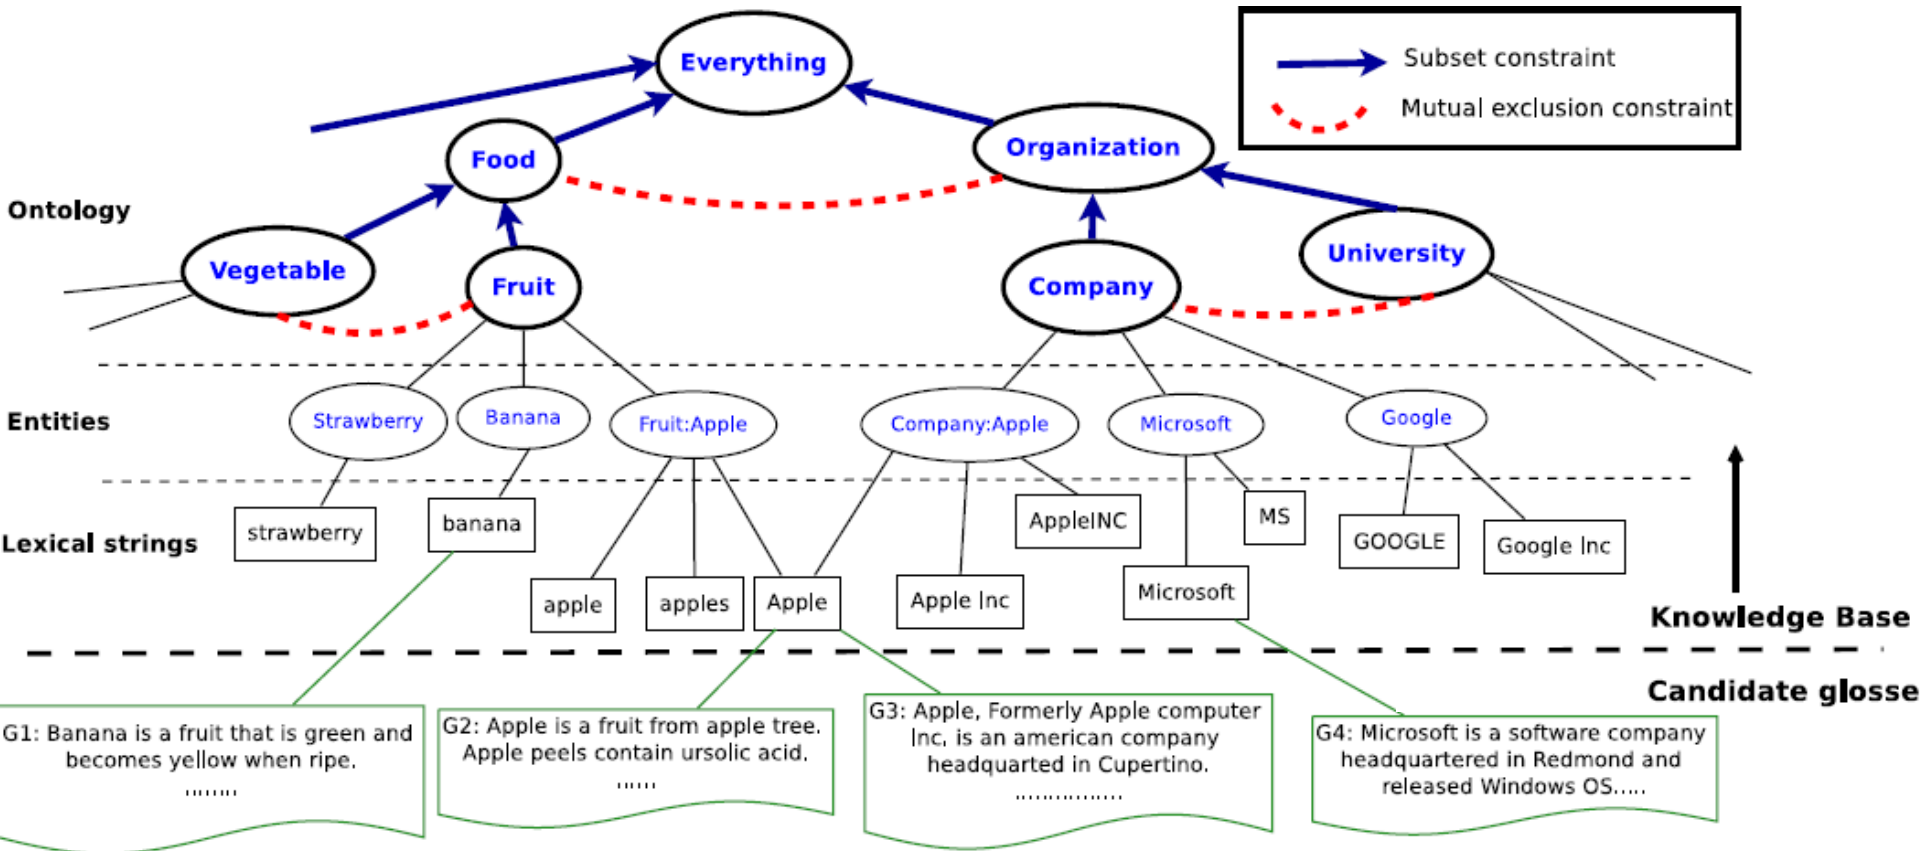 Everything
Subset constraint
Mutual exclusion constraint
Food
Organization
Ontology
Vegetable
Fruit
Company
University
Entities
Strawberry
Banana
Fruit:Apple
Company:Apple
Microsoft
Google
Lexical strings
strawberry
banana
apple
apples
Apple
Apple Inc
AppleINC
Microsoft
MS
GOOGLE
Google Inc
Knowledge Base
Candidate glosse
G1: Banana is a fruit that is green and
becomes yellow when ripe.
........
G2: Apple is a fruit from apple tree.
Apple peels contain ursolic acid.
......
G3: Apple, Formerly Apple computer
Inc, is an american company
headquarted in Cupertino.
................
G4: Microsoft is a software company
headquartered in Redmond and
released Windows OS.....